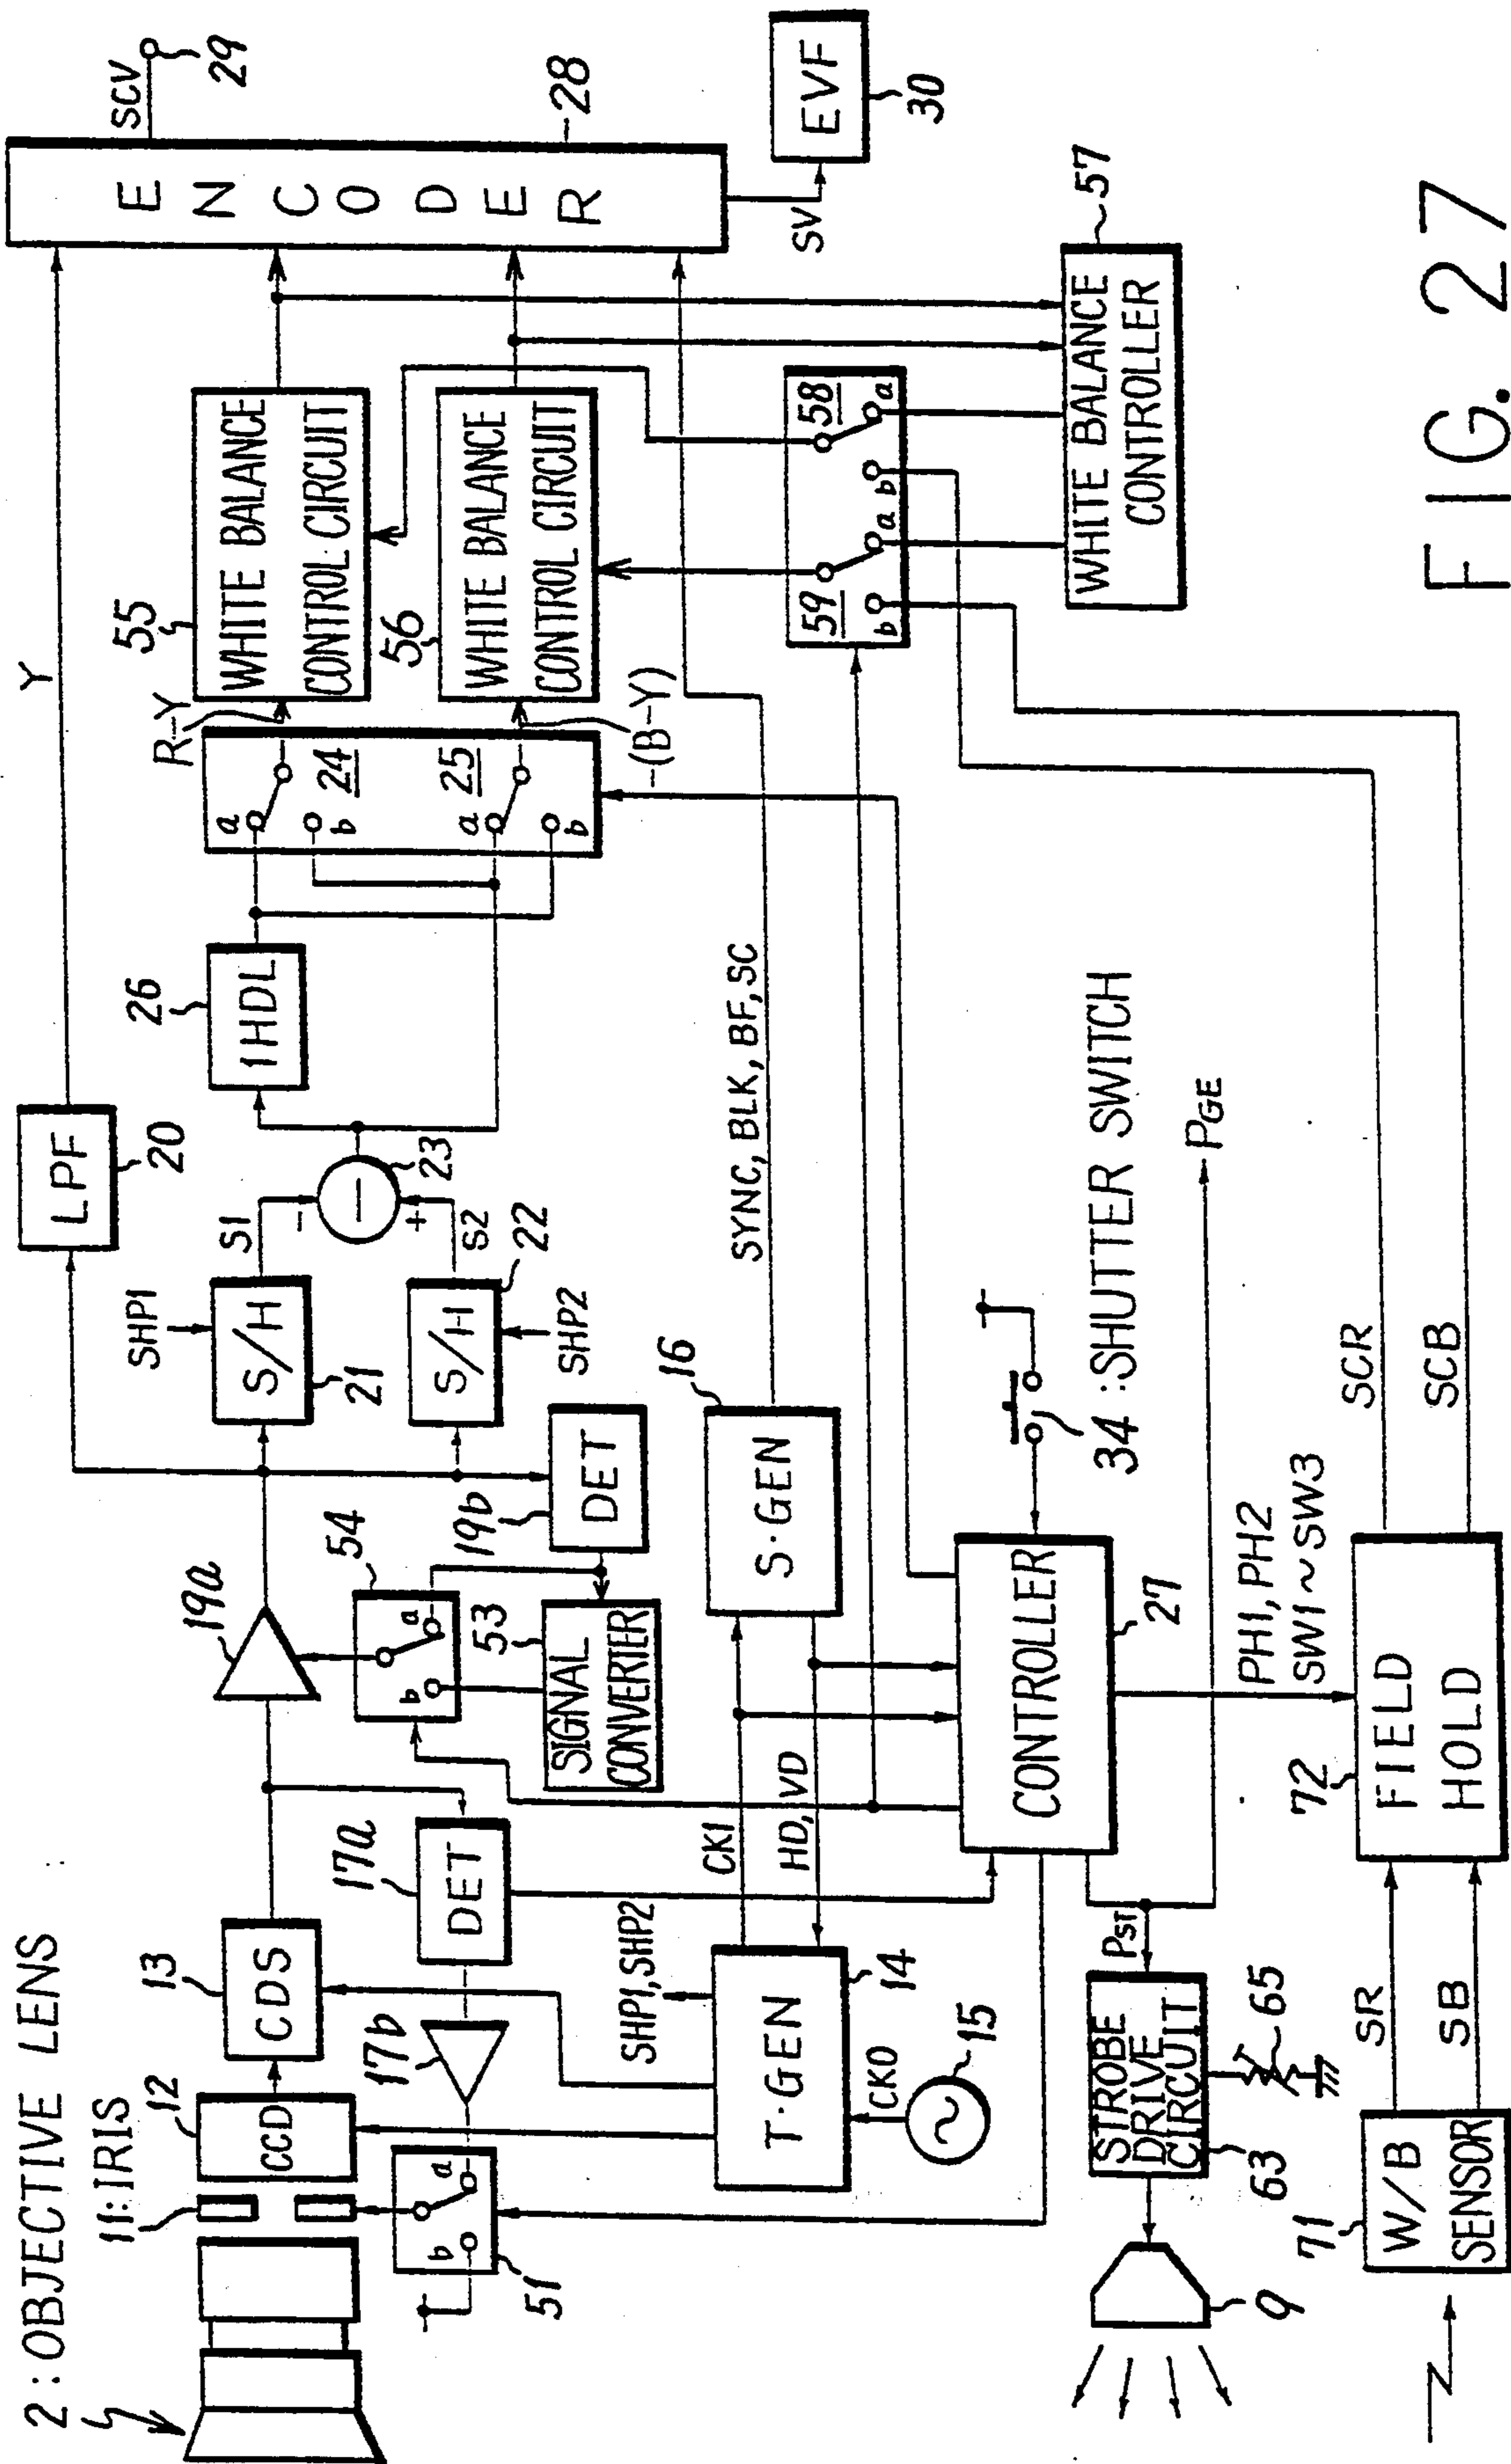 2 : OBJECTIVE LENS
11: IRIS
12
CCD
13
CDS
19a
SHP1
S/H
21
S1
LPF
20
Y
−
+
−
23
S2
S/H
22
SHP2
26
1HDL
a
b
24
a
b
25
R-Y
-(B-Y)
55
WHITE BALANCE
CONTROL CIRCUIT
56
WHITE BALANCE
CONTROL CIRCUIT
ENCODER
28
SCV
29
SV
EVF
30
17b
17a
DET
54
a
b
19b
DET
53
SIGNAL
CONVERTER
a
b
51
SHP1, SHP2
T·GEN
14
CK0
15
CK1
HD, VD
16
S·GEN
SYNC, BLK, BF, SC
59
a
b
58
a
b
57
WHITE BALANCE
CONTROLLER
CONTROLLER
27
34 : SHUTTER SWITCH
PST
PGE
STROBE
DRIVE
CIRCUIT
63
65
9
PH1, PH2
SW1 ~ SW3
71
W/B
SENSOR
SR
SB
72
FIELD
HOLD
SCR
SCB
FIG. 27